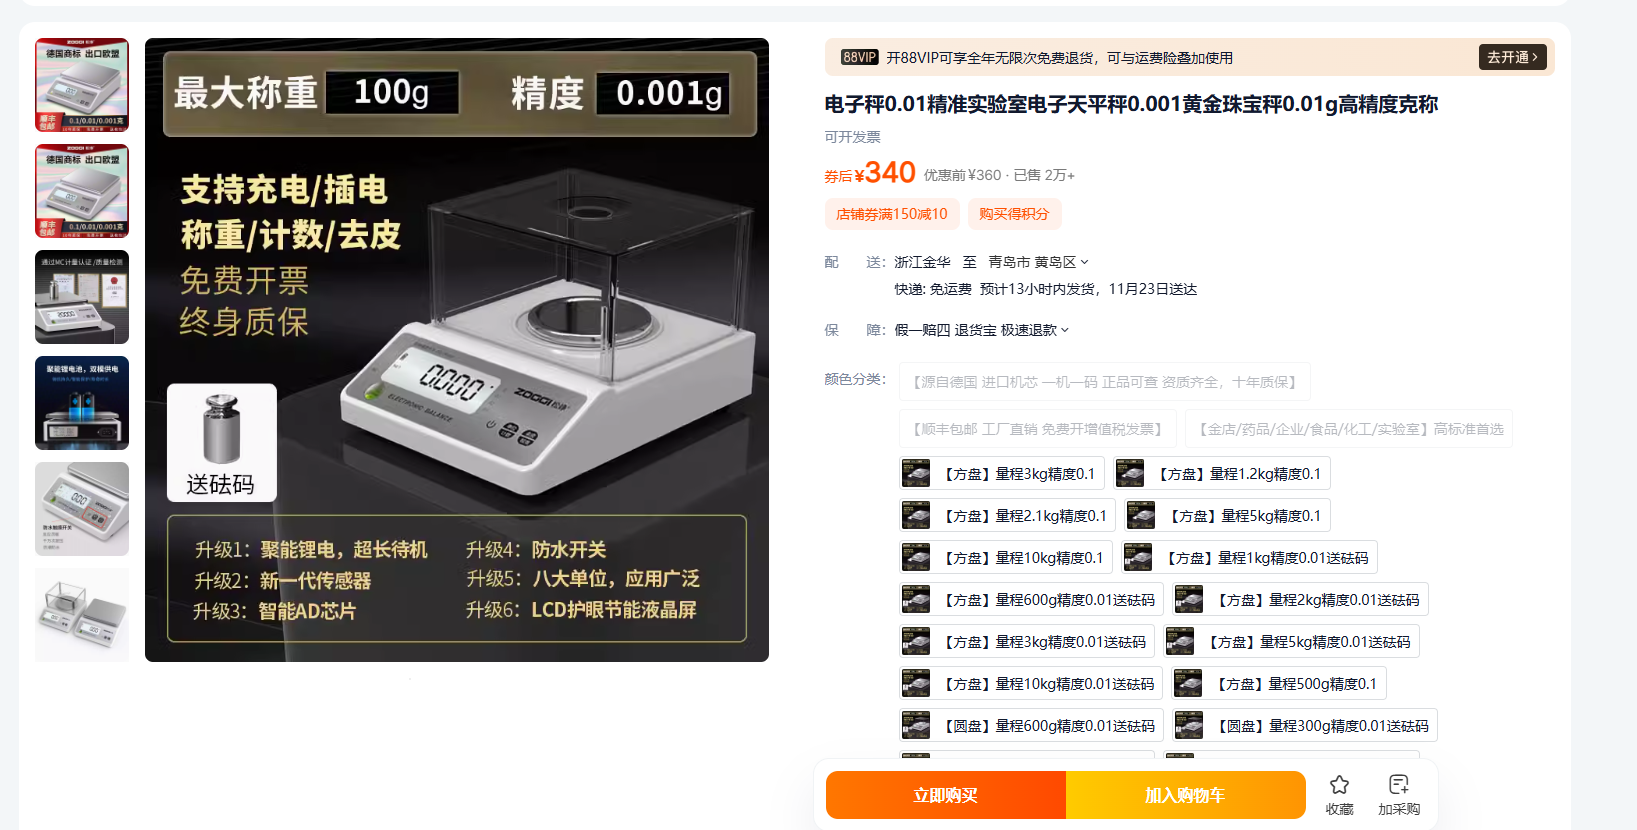 ZOGGI
德国商标 出口欧盟
顺丰
包邮
0.1/0.01/0.001克
ZOGGI
德国商标 出口欧盟
顺丰
包邮
0.1/0.01/0.001克
通过MC计量认证/质量检测
聚能锂电池，双模供电
防水触摸开关
最大称重 100g 精度 0.001g
支持充电/插电
称重/计数/去皮
免费开票
终身质保
0.000
ZOGGI
ELECTRONIC BALANCE
送砝码
升级1：聚能锂电，超长待机
升级2：新一代传感器
升级3：智能AD芯片
升级4：防水开关
升级5：八大单位，应用广泛
升级6：LCD护眼节能液晶屏
88VIP 开88VIP可享全年无限次免费退货，可与运费险叠加使用 去开通
电子秤0.01精准实验室电子天平秤0.001黄金珠宝秤0.01g高精度克称
可开发票
券后¥340 优惠前¥360 · 已售 2万+
店铺券满150减10 购买得积分
配送： 浙江金华 至 青岛市 黄岛区
快递: 免运费 预计13小时内发货，11月23日送达
保障： 假一赔四 退货宝 极速退款
颜色分类： 【源自德国 进口机芯 一机一码 正品可查 资质齐全，十年质保】
【顺丰包邮 工厂直销 免费开增值税发票】 【金店/药品/企业/食品/化工/实验室】高标准首选
【方盘】量程3kg精度0.1 【方盘】量程1.2kg精度0.1
【方盘】量程2.1kg精度0.1 【方盘】量程5kg精度0.1
【方盘】量程10kg精度0.1 【方盘】量程1kg精度0.01送砝码
【方盘】量程600g精度0.01送砝码 【方盘】量程2kg精度0.01送砝码
【方盘】量程3kg精度0.01送砝码 【方盘】量程5kg精度0.01送砝码
【方盘】量程10kg精度0.01送砝码 【方盘】量程500g精度0.1
【圆盘】量程600g精度0.01送砝码 【圆盘】量程300g精度0.01送砝码
立即购买 加入购物车 收藏 加采购